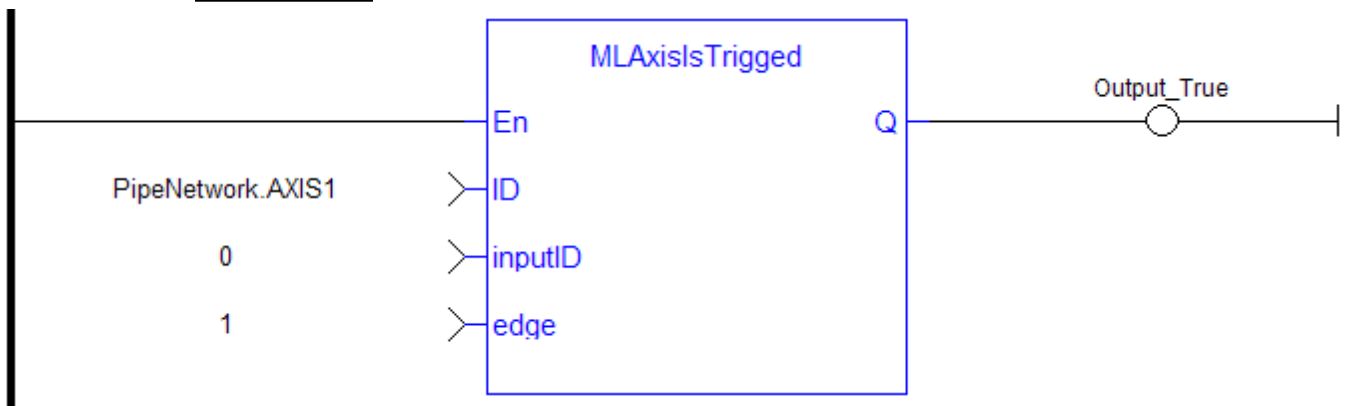 MLAxisIsTrigged
Output_True
En
Q
PipeNetwork.AXIS1
ID
0
inputID
1
edge